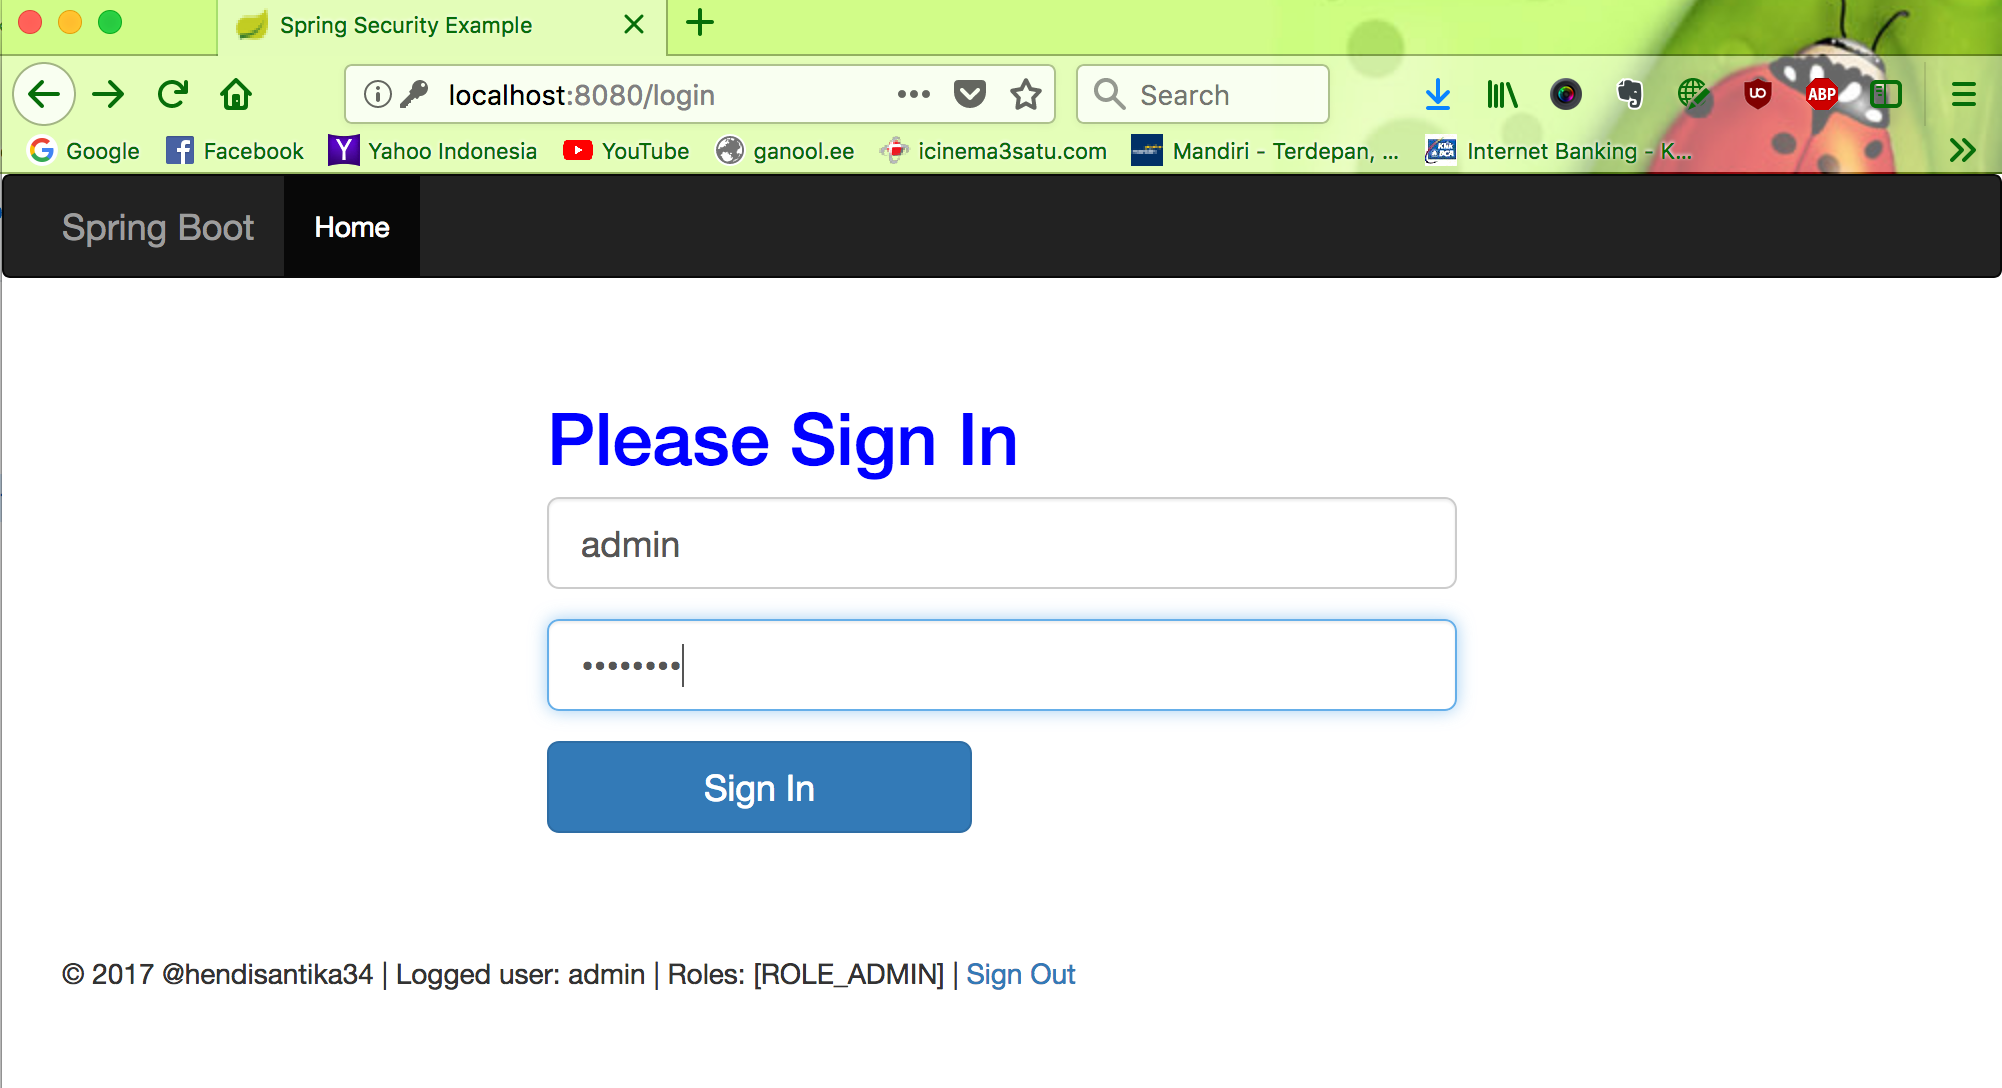 Spring Security Example
localhost:8080/login
Search
Google Facebook Yahoo Indonesia YouTube ganool.ee icinema3satu.com Mandiri - Terdepan, ... Internet Banking - K...
Spring Boot Home
Please Sign In
admin
••••••••
Sign In
© 2017 @hendisantika34 | Logged user: admin | Roles: [ROLE_ADMIN] | Sign Out